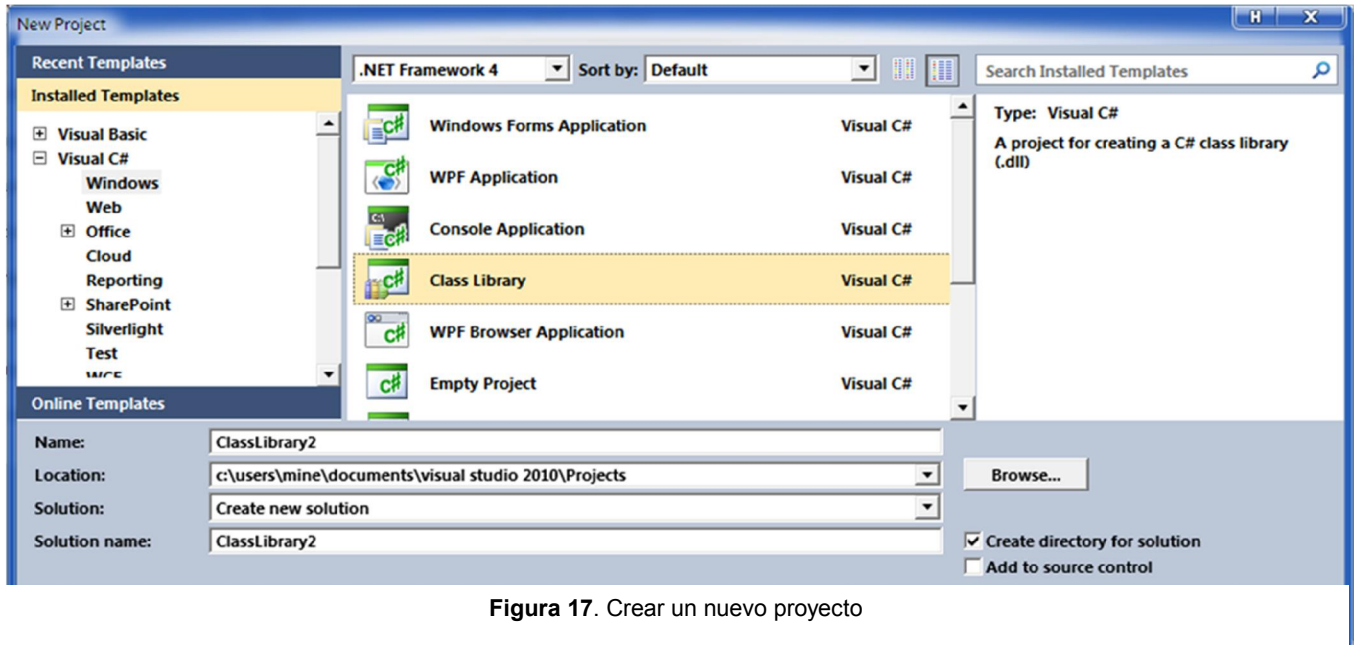 New Project
Recent Templates
Installed Templates
Visual Basic
Visual C#
Windows
Web
Office
Cloud
Reporting
SharePoint
Silverlight
Test
Online Templates
.NET Framework 4 Sort by: Default
Windows Forms Application Visual C#
WPF Application Visual C#
Console Application Visual C#
Class Library Visual C#
WPF Browser Application Visual C#
Empty Project Visual C#
Search Installed Templates
Type: Visual C#
A project for creating a C# class library
(.dll)
Name: ClassLibrary2
Location: c:\users\mine\documents\visual studio 2010\Projects Browse...
Solution: Create new solution
Solution name: ClassLibrary2
Create directory for solution
Add to source control
Figura 17. Crear un nuevo proyecto